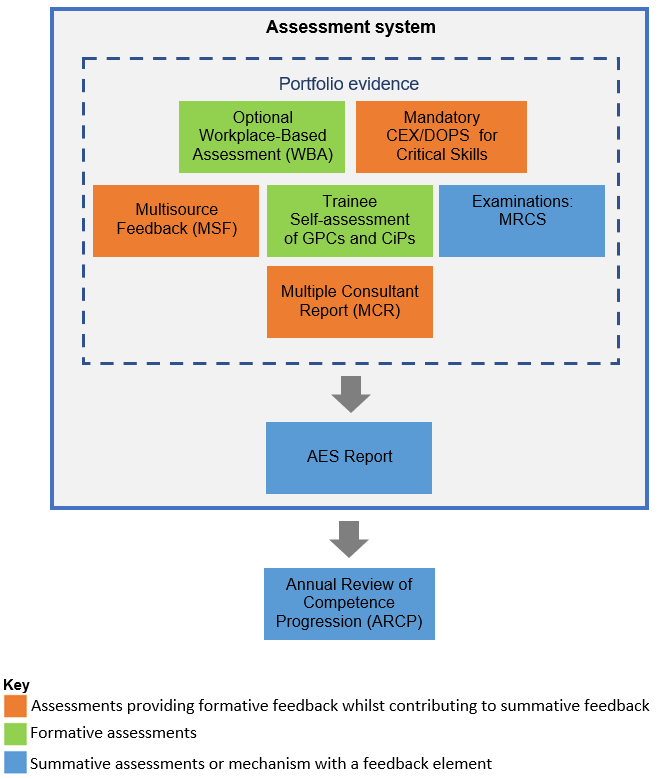 Assessment system
Portfolio evidence
Optional
Workplace-Based
Assessment (WBA)
Mandatory
CEX/DOPS for
Critical Skills
Multisource
Feedback (MSF)
Trainee
Self-assessment
of GPCs and CiPs
Examinations:
MRCS
Multiple Consultant
Report (MCR)
AES Report
Annual Review of
Competence
Progression (ARCP)
Key
Assessments providing formative feedback whilst contributing to summative feedback
Formative assessments
Summative assessments or mechanism with a feedback element